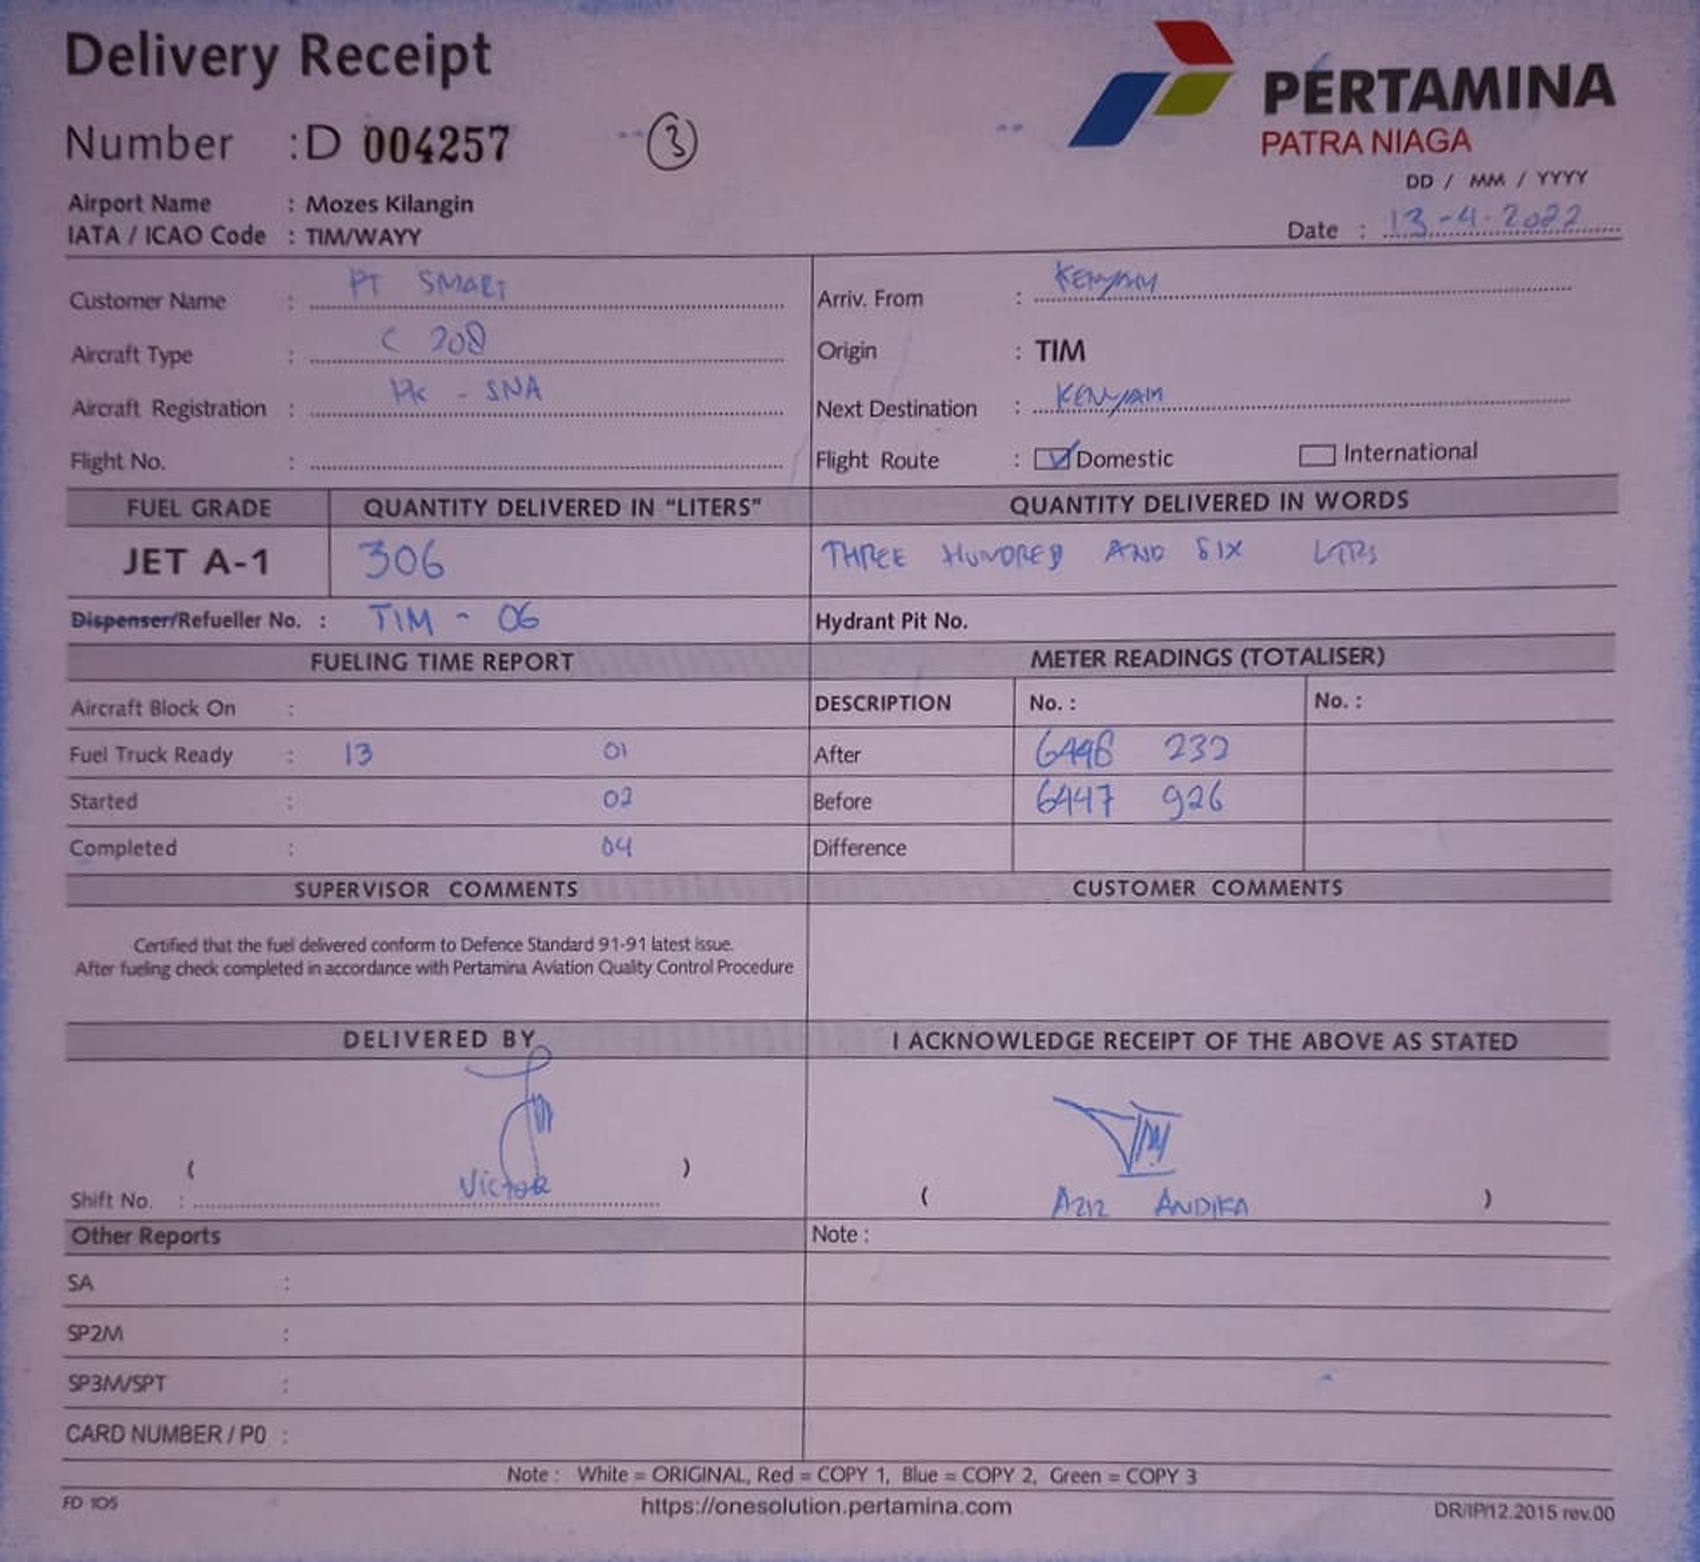 Delivery Receipt
PERTAMINA
PATRA NIAGA
Number : D 004257
3
DD / MM / YYYY
Airport Name : Mozes Kilangin
IATA / ICAO Code : TIM/WAYY
Date : 13-4-2022
Customer Name : PT SMART
Arriv. From : KENYAM
Aircraft Type : C 208
Origin : TIM
Aircraft Registration : PK - SNA
Next Destination : KENYAM
Flight No. :
Flight Route : Domestic International
FUEL GRADE QUANTITY DELIVERED IN "LITERS" QUANTITY DELIVERED IN WORDS
JET A-1 306 THREE HUNDRED AND SIX LTRS
Dispenser/Refueller No. : TIM - 06
Hydrant Pit No.
FUELING TIME REPORT METER READINGS (TOTALISER)
Aircraft Block On : DESCRIPTION No. : No. :
Fuel Truck Ready : 13 01 After 6448 232
Started : 02 Before 6447 926
Completed : 04 Difference
SUPERVISOR COMMENTS CUSTOMER COMMENTS
Certified that the fuel delivered conform to Defence Standard 91-91 latest issue.
After fueling check completed in accordance with Pertamina Aviation Quality Control Procedure
DELIVERED BY I ACKNOWLEDGE RECEIPT OF THE ABOVE AS STATED
( )
Shift No. : Victor
( AZIZ ANDIKA )
Other Reports Note :
SA :
SP2M :
SP3M/SPT :
CARD NUMBER / P0 :
Note : White = ORIGINAL, Red = COPY 1, Blue = COPY 2, Green = COPY 3
FD 105 https://onesolution.pertamina.com DR/IP/12.2015 rev.00